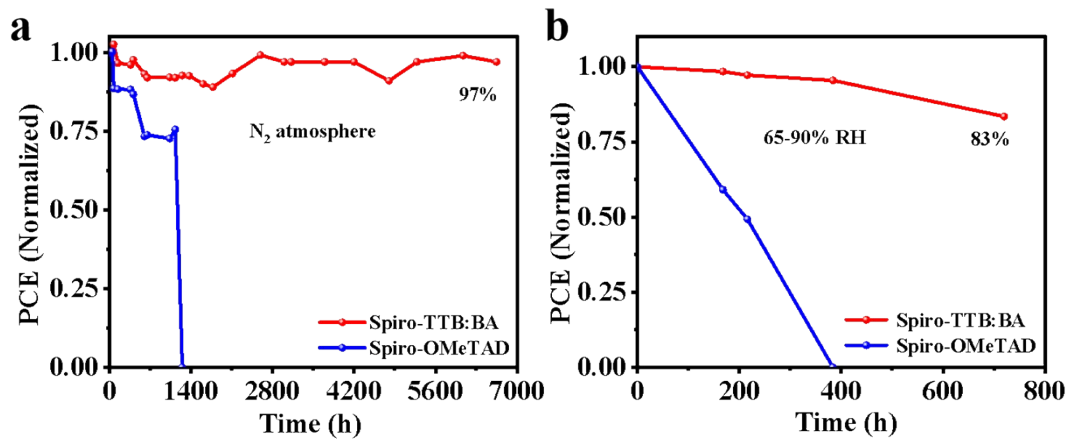 a
PCE (Normalized)
1.00
0.75
0.50
0.25
0.00
97%
N2 atmosphere
Spiro-TTB:BA
Spiro-OMeTAD
0 1400 2800 4200 5600 7000
Time (h)
b
PCE (Normalized)
1.00
0.75
0.50
0.25
0.00
65-90% RH
83%
Spiro-TTB:BA
Spiro-OMeTAD
0 200 400 600 800
Time (h)